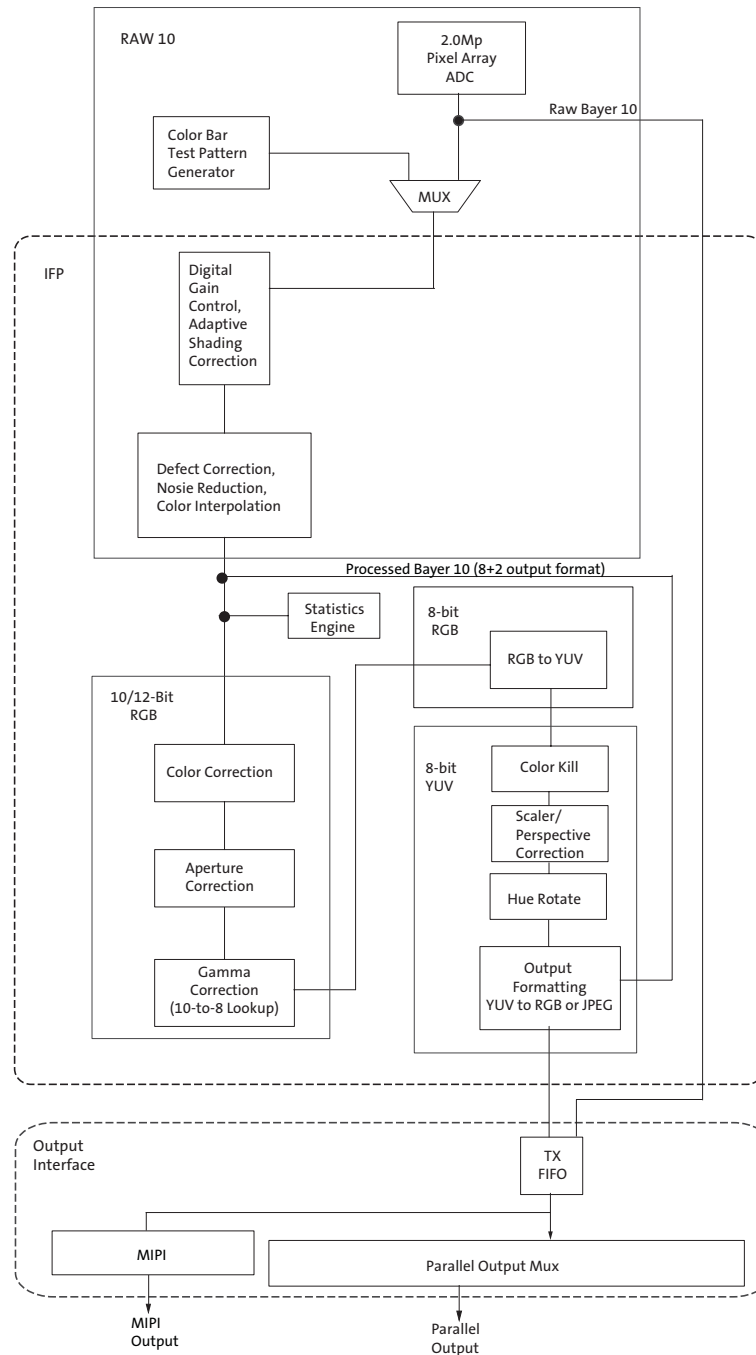 RAW 10
2.0Mp
Pixel Array
ADC
Raw Bayer 10
Color Bar
Test Pattern
Generator
MUX
IFP
Digital
Gain
Control,
Adaptive
Shading
Correction
Defect Correction,
Nosie Reduction,
Color Interpolation
Processed Bayer 10 (8+2 output format)
Statistics
Engine
8-bit
RGB
RGB to YUV
10/12-Bit
RGB
Color Correction
Aperture
Correction
Gamma
Correction
(10-to-8 Lookup)
8-bit
YUV
Color Kill
Scaler/
Perspective
Correction
Hue Rotate
Output
Formatting
YUV to RGB or JPEG
Output
Interface
TX
FIFO
MIPI
Parallel Output Mux
MIPI
Output
Parallel
Output